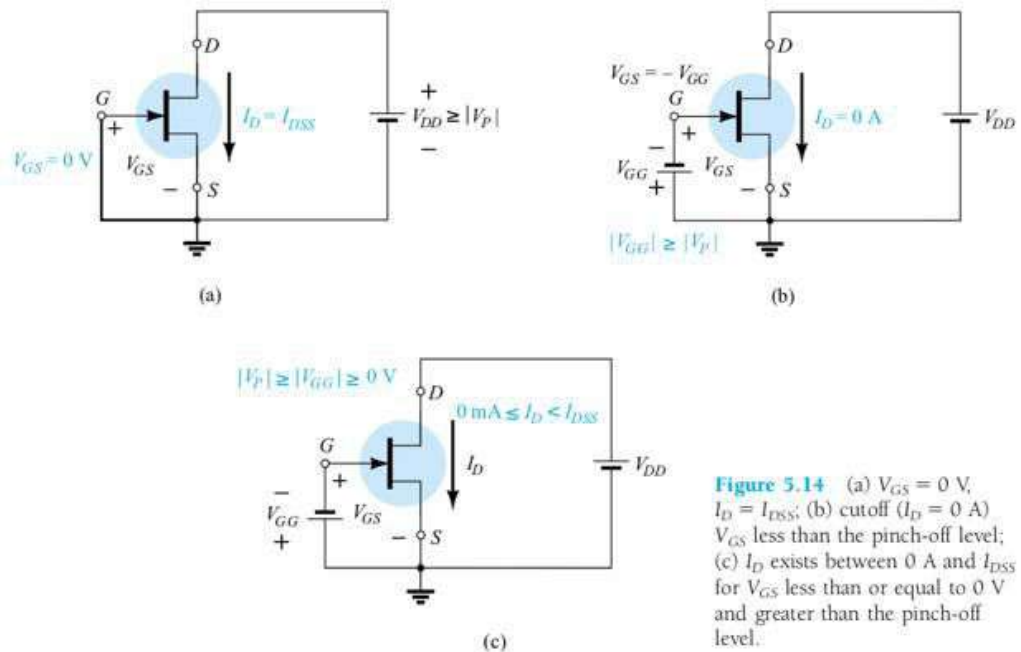 D
G
+
I_D = I_DSS
+
V_DD ≥ |V_P|
−
V_GS = 0 V
V_GS
−
S
(a)
D
V_GS = − V_GG
G
+
I_D = 0 A
V_DD
−
V_GG
+
V_GS
−
S
|V_GG| ≥ |V_P|
(b)
|V_P| ≥ |V_GG| ≥ 0 V
D
0 mA ≤ I_D < I_DSS
G
+
I_D
V_DD
−
V_GG
+
V_GS
−
S
(c)
Figure 5.14 (a) V_GS = 0 V,
I_D = I_DSS; (b) cutoff (I_D = 0 A)
V_GS less than the pinch-off level;
(c) I_D exists between 0 A and I_DSS
for V_GS less than or equal to 0 V
and greater than the pinch-off
level.